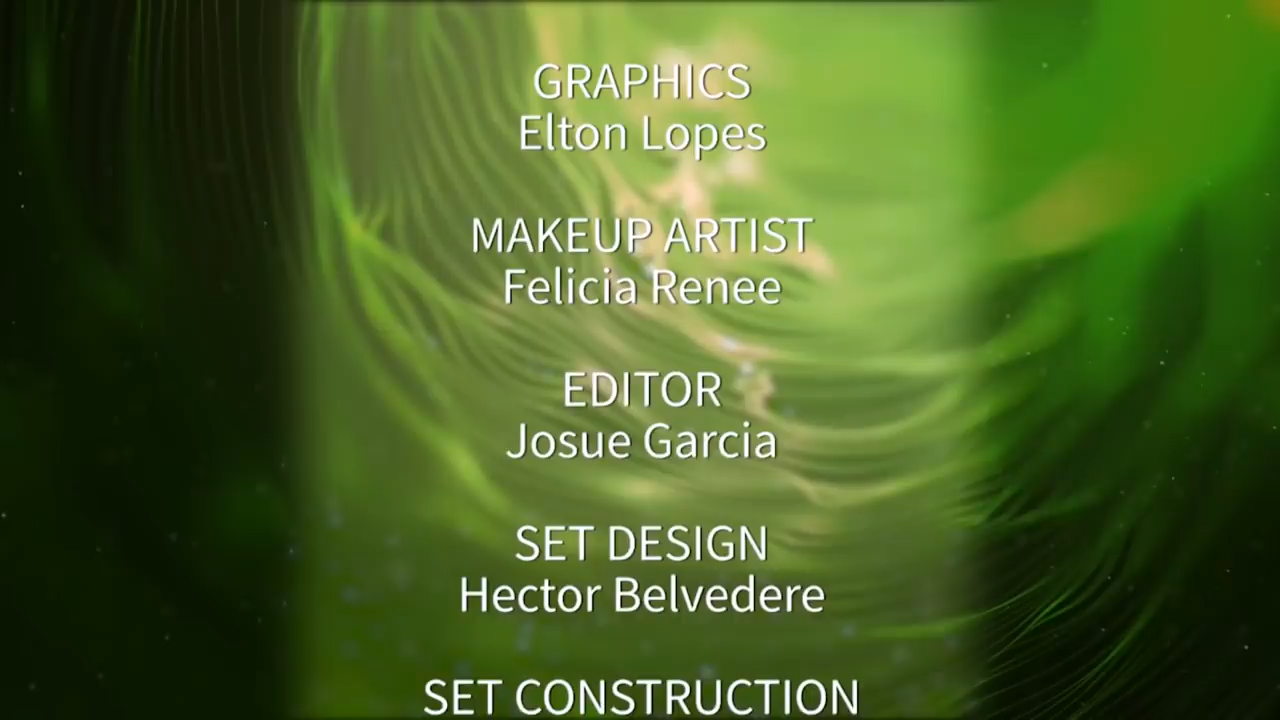 GRAPHICS
Elton Lopes
MAKEUP ARTIST
Felicia Renee
EDITOR
Josue Garcia
SET DESIGN
Hector Belvedere
SET CONSTRUCTION